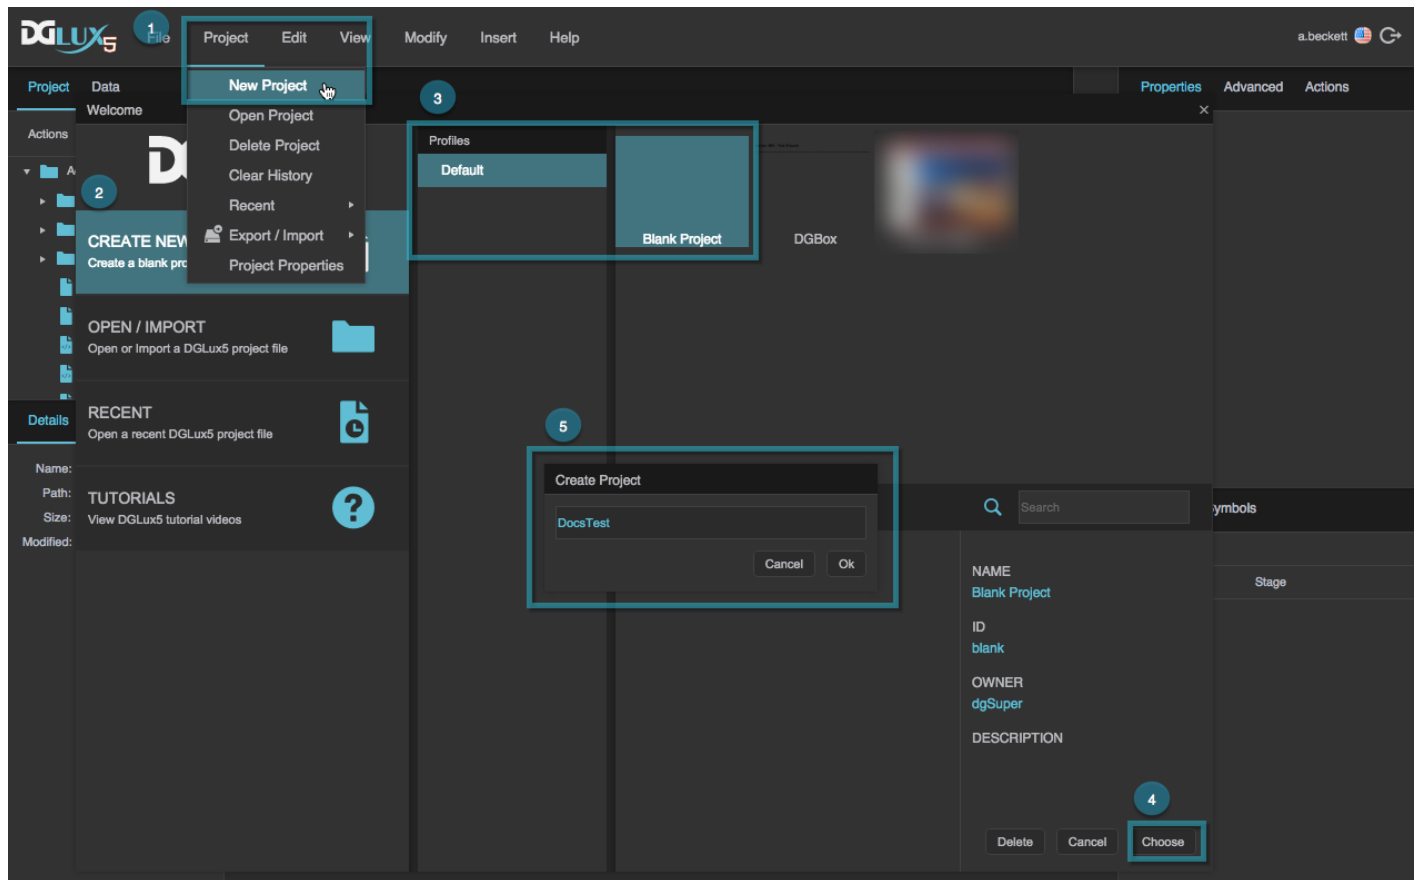 DGLUX5
1
File
Project
Edit
View
Modify
Insert
Help
a.beckett
Project
Data
New Project
3
Properties
Advanced
Actions
Welcome
Open Project
Actions
Delete Project
Profiles
Clear History
Default
2
Recent
CREATE NEW
Export / Import
Blank Project
DGBox
Create a blank pro
Project Properties
OPEN / IMPORT
Open or Import a DGLux5 project file
RECENT
Open a recent DGLux5 project file
Details
5
Name:
Create Project
Path:
TUTORIALS
Size:
View DGLux5 tutorial videos
?
DocsTest
Search
ymbols
Modified:
Cancel
Ok
NAME
Blank Project
Stage
ID
blank
OWNER
dgSuper
DESCRIPTION
4
Delete
Cancel
Choose